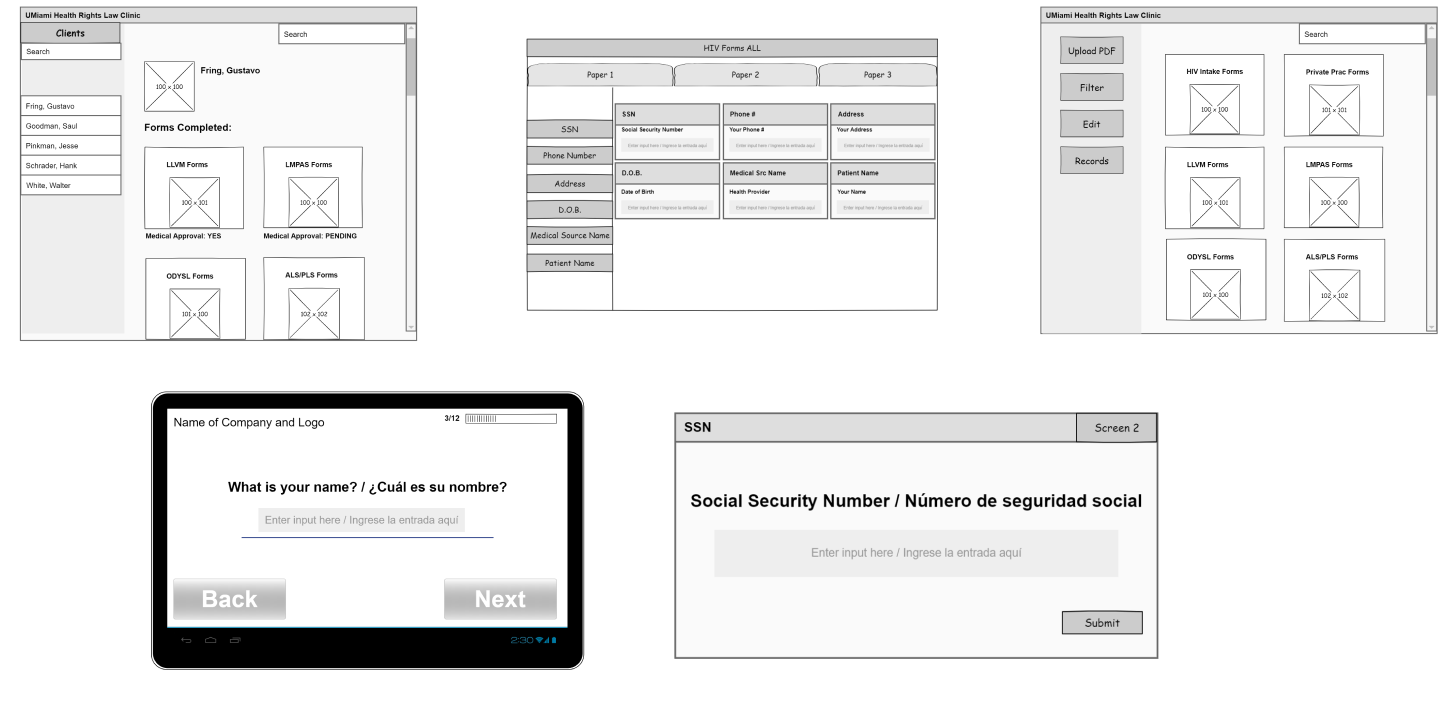 UMiami Health Rights Law Clinic
Clients
Search
Search
Fring, Gustavo
Goodman, Saul
Pinkman, Jesse
Schrader, Hank
White, Walter
Fring, Gustavo
100 x 100
Forms Completed:
LLVM Forms
100 x 101
Medical Approval: YES
LMPAS Forms
100 x 100
Medical Approval: PENDING
ODYSL Forms
101 x 100
ALS/PLS Forms
102 x 102
HIV Forms ALL
Paper 1
Paper 2
Paper 3
SSN
Phone Number
Address
D.O.B.
Medical Source Name
Patient Name
SSN
Social Security Number
Enter input here / Ingrese la entrada aquí
Phone #
Your Phone #
Enter input here / Ingrese la entrada aquí
Address
Your Address
Enter input here / Ingrese la entrada aquí
D.O.B.
Date of Birth
Enter input here / Ingrese la entrada aquí
Medical Src Name
Health Provider
Enter input here / Ingrese la entrada aquí
Patient Name
Your Name
Enter input here / Ingrese la entrada aquí
UMiami Health Rights Law Clinic
Upload PDF
Filter
Edit
Records
Search
HIV Intake Forms
100 x 100
Private Prac Forms
101 x 101
LLVM Forms
100 x 101
LMPAS Forms
100 x 100
ODYSL Forms
101 x 100
ALS/PLS Forms
102 x 102
Name of Company and Logo
3/12
What is your name? / ¿Cuál es su nombre?
Enter input here / Ingrese la entrada aquí
Back
Next
2:30
SSN
Screen 2
Social Security Number / Número de seguridad social
Enter input here / Ingrese la entrada aquí
Submit